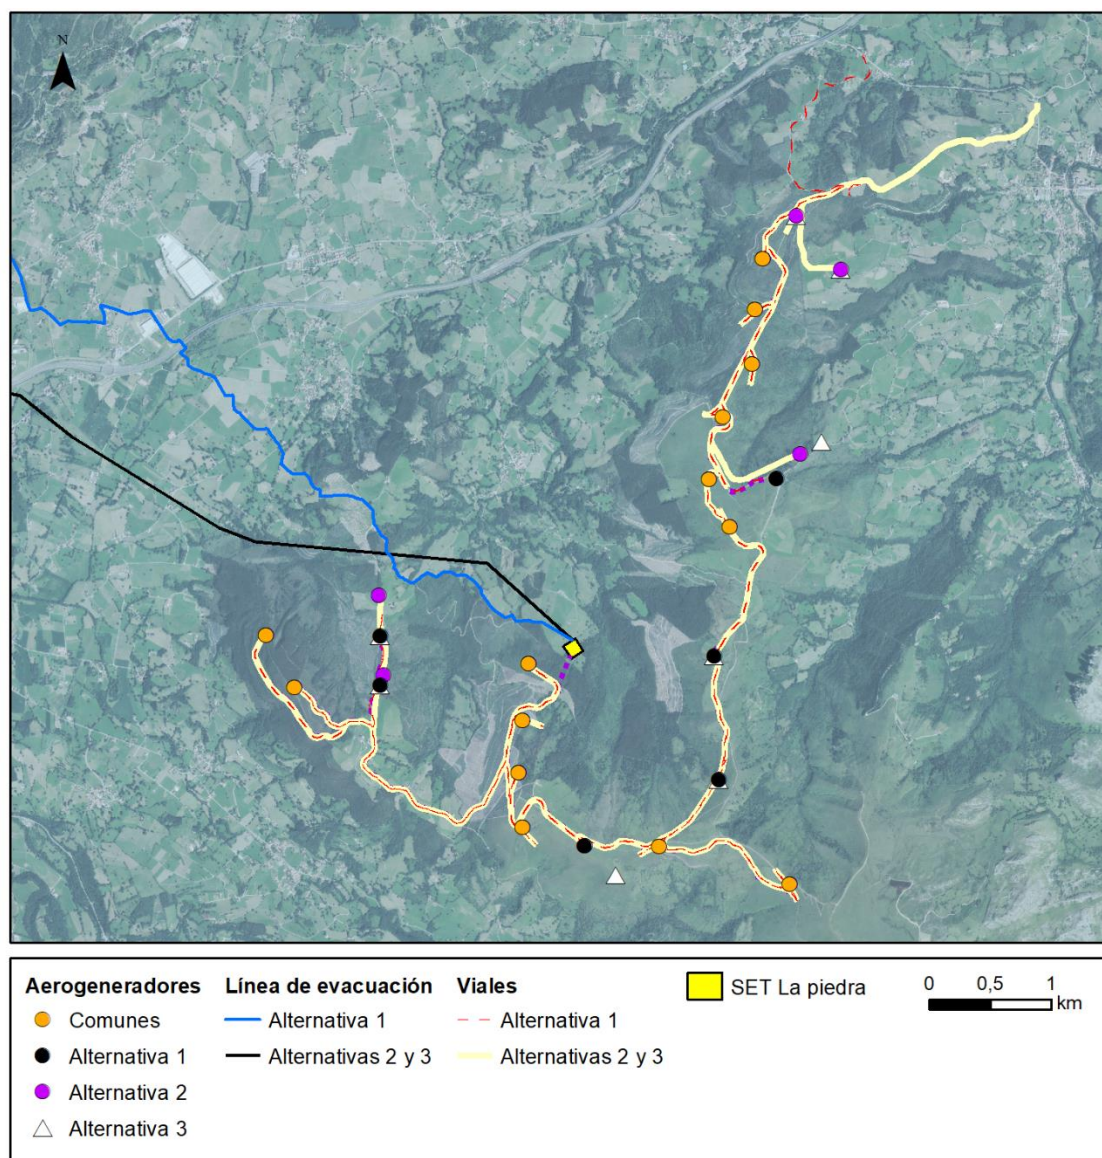 N
Aerogeneradores
Comunes
Alternativa 1
Alternativa 2
Alternativa 3
Línea de evacuación
Alternativa 1
Alternativas 2 y 3
Viales
Alternativa 1
Alternativas 2 y 3
SET La piedra
0 0,5 1
km